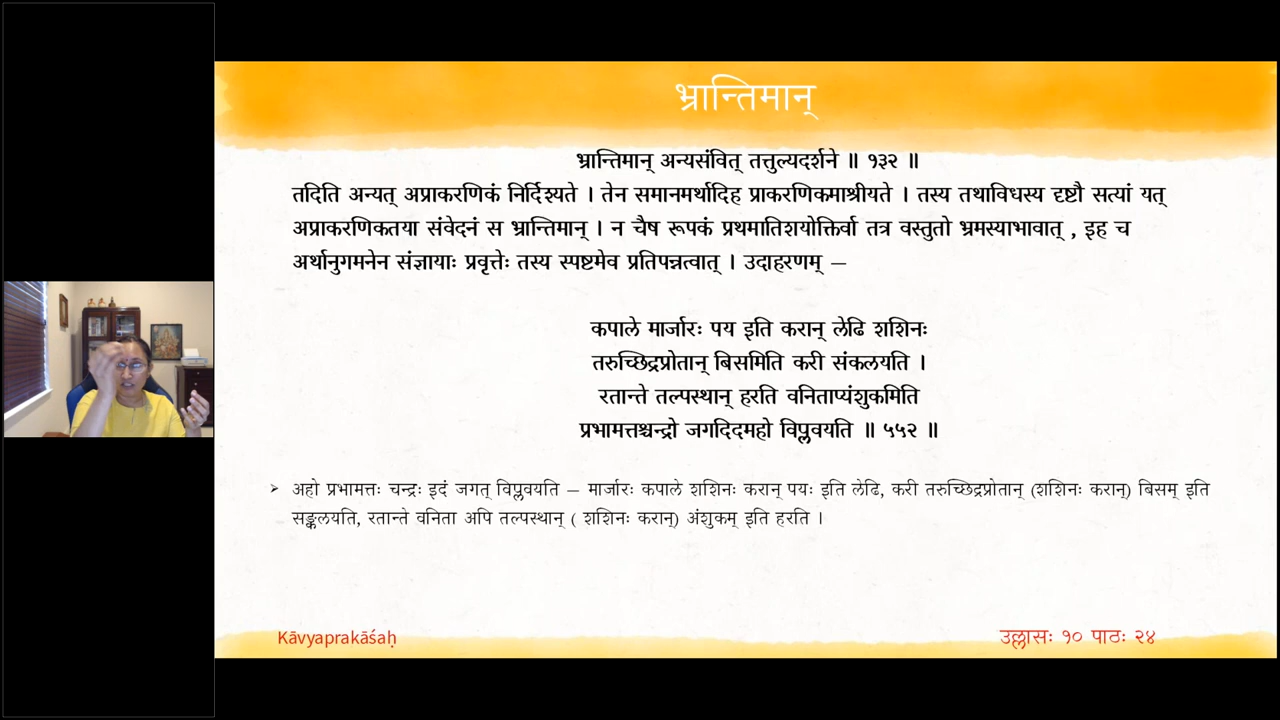 भ्रान्तिमान्
भ्रान्तिमान् अन्यसंवित् तत्तुल्यदर्शने ॥ १३२ ॥
तदिति अन्यत् अप्राकरणिकं निर्दिश्यते । तेन समानमर्थादिह प्राकरणिकमाश्रीयते । तस्य तथाविधस्य दृष्टौ सत्यां यत्
अप्राकरणिकतया संवेदनं स भ्रान्तिमान् । न चैष रूपकं प्रथमातिशयोक्तिर्वा तत्र वस्तुतो भ्रमस्याभावात् , इह च
अर्थानुगमनेन संज्ञायाः प्रवृत्तेः तस्य स्पष्टमेव प्रतिपन्नत्वात् । उदाहरणम् –
कपाले मार्जारः पय इति करान् लेढि शशिनः
तरुच्छिद्रप्रोतान् बिसमिति करी संकलयति ।
रतान्ते तल्पस्थान् हरति वनिताप्यंशुकमिति
प्रभामत्तश्चन्द्रो जगदिदमहो विप्लवयति ॥ ५५२ ॥
➢ अहो प्रभामत्तः चन्द्रः इदं जगत् विप्लवयति – मार्जारः कपाले शशिनः करान् पयः इति लेढि, करी तरुच्छिद्रप्रोतान् (शशिनः करान्) बिसम् इति
सङ्कलयति, रतान्ते वनिता अपि तल्पस्थान् ( शशिनः करान्) अंशुकम् इति हरति ।
Kāvyaprakāśaḥ
उल्लासः १० पाठः २४